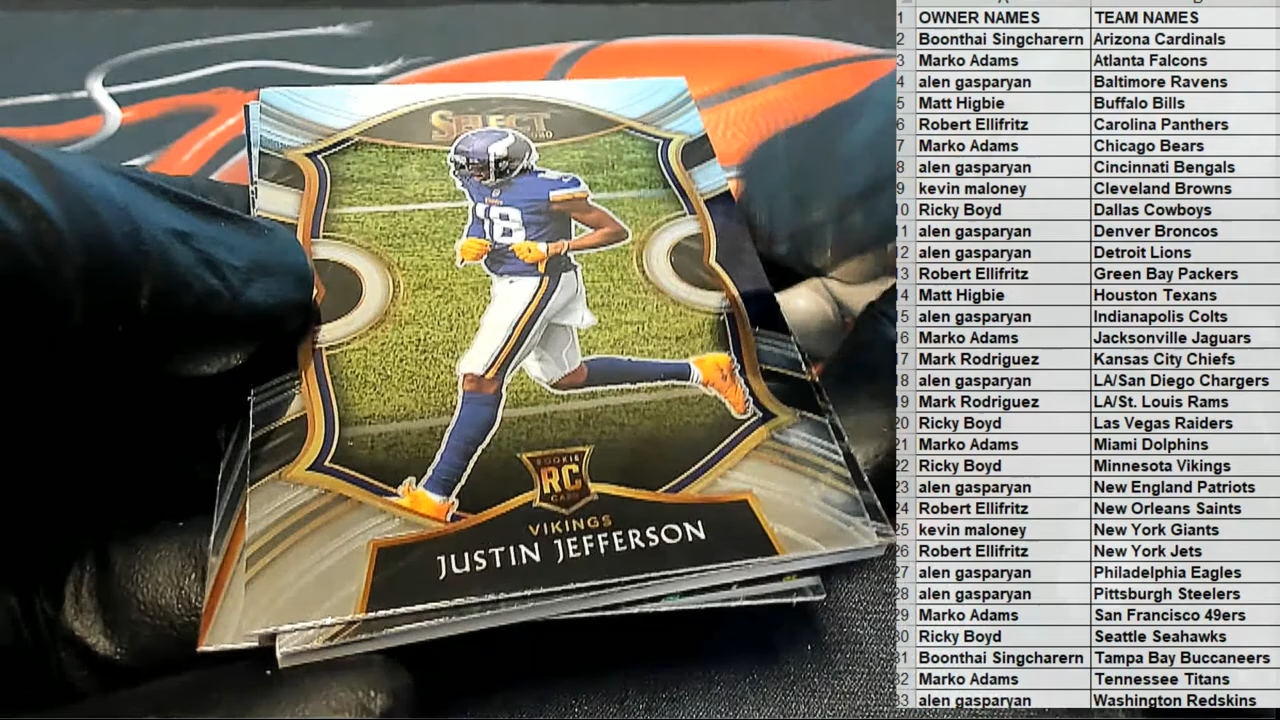 SELECT
18
ROOKIE
RC
CARD
VIKINGS
JUSTIN JEFFERSON
1 OWNER NAMES TEAM NAMES
2 Boonthai Singcharern Arizona Cardinals
3 Marko Adams Atlanta Falcons
4 alen gasparyan Baltimore Ravens
5 Matt Higbie Buffalo Bills
6 Robert Ellifritz Carolina Panthers
7 Marko Adams Chicago Bears
8 alen gasparyan Cincinnati Bengals
9 kevin maloney Cleveland Browns
10 Ricky Boyd Dallas Cowboys
11 alen gasparyan Denver Broncos
12 alen gasparyan Detroit Lions
13 Robert Ellifritz Green Bay Packers
14 Matt Higbie Houston Texans
15 alen gasparyan Indianapolis Colts
16 Marko Adams Jacksonville Jaguars
17 Mark Rodriguez Kansas City Chiefs
18 alen gasparyan LA/San Diego Chargers
19 Mark Rodriguez LA/St. Louis Rams
20 Ricky Boyd Las Vegas Raiders
21 Marko Adams Miami Dolphins
22 Ricky Boyd Minnesota Vikings
23 alen gasparyan New England Patriots
24 Robert Ellifritz New Orleans Saints
25 kevin maloney New York Giants
26 Robert Ellifritz New York Jets
27 alen gasparyan Philadelphia Eagles
28 alen gasparyan Pittsburgh Steelers
29 Marko Adams San Francisco 49ers
30 Ricky Boyd Seattle Seahawks
31 Boonthai Singcharern Tampa Bay Buccaneers
32 Marko Adams Tennessee Titans
33 alen gasparyan Washington Redskins